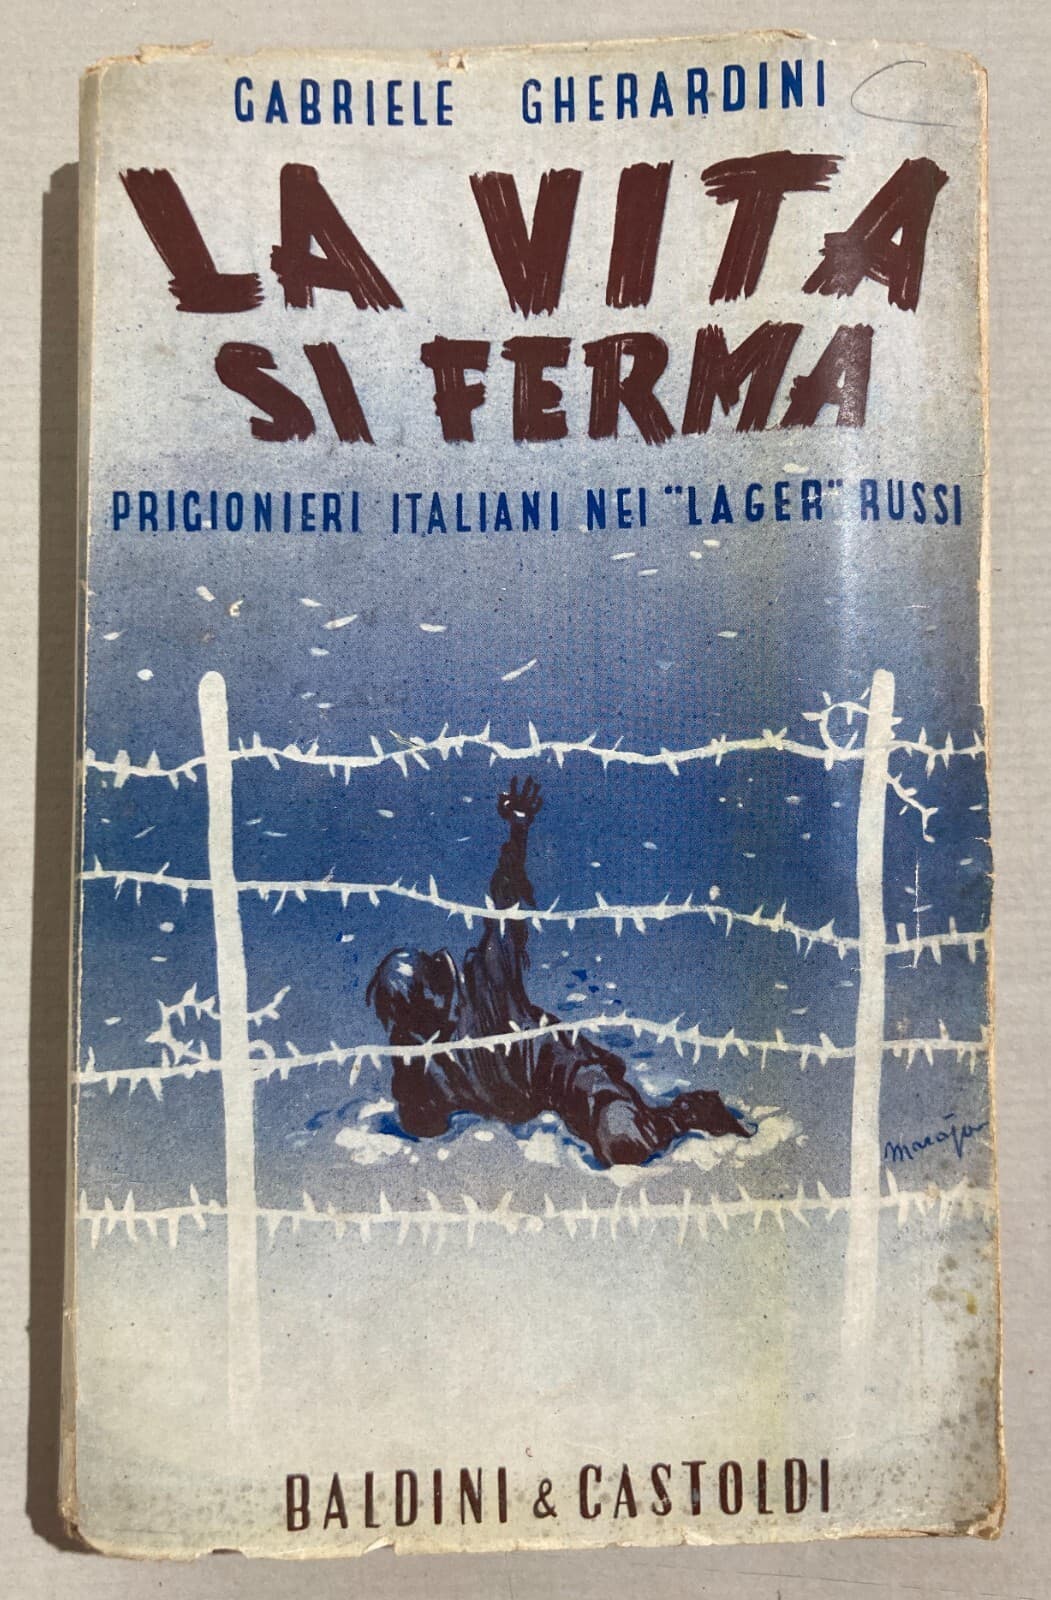 GABRIELE GHERARDINI
LA VITA
SI FERMA
PRIGIONIERI ITALIANI NEI "LAGER" RUSSI
BALDINI & CASTOLDI